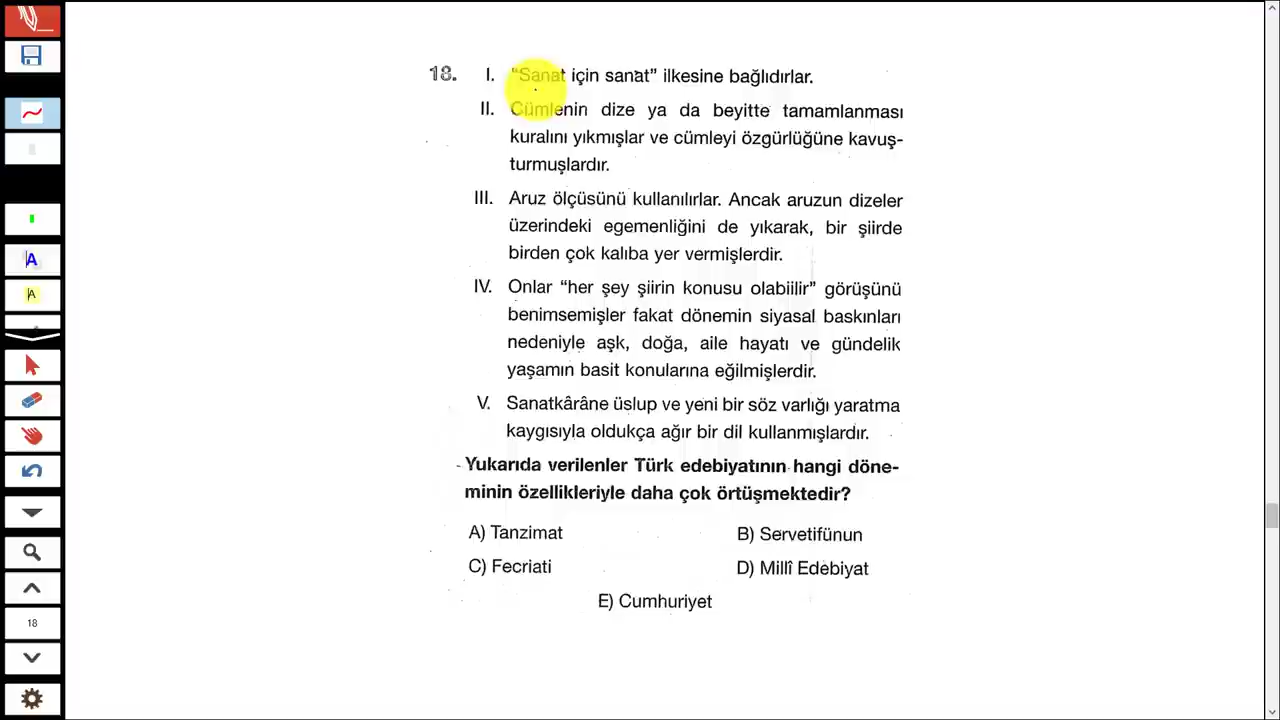 18. I. “Sanat için sanat” ilkesine bağlıdırlar.
II. Cümlenin dize ya da beyitte tamamlanması
kuralını yıkmışlar ve cümleyi özgürlüğüne kavuş-
turmuşlardır.
III. Aruz ölçüsünü kullanılırlar. Ancak aruzun dizeler
üzerindeki egemenliğini de yıkarak, bir şiirde
birden çok kalıba yer vermişlerdir.
IV. Onlar “her şey şiirin konusu olabiilir” görüşünü
benimsemişler fakat dönemin siyasal baskınları
nedeniyle aşk, doğa, aile hayatı ve gündelik
yaşamın basit konularına eğilmişlerdir.
V. Sanatkârâne üslup ve yeni bir söz varlığı yaratma
kaygısıyla oldukça ağır bir dil kullanmışlardır.
Yukarıda verilenler Türk edebiyatının hangi döne-
minin özellikleriyle daha çok örtüşmektedir?
A) Tanzimat B) Servetifünun
C) Fecriati D) Millî Edebiyat
E) Cumhuriyet
A
A
18